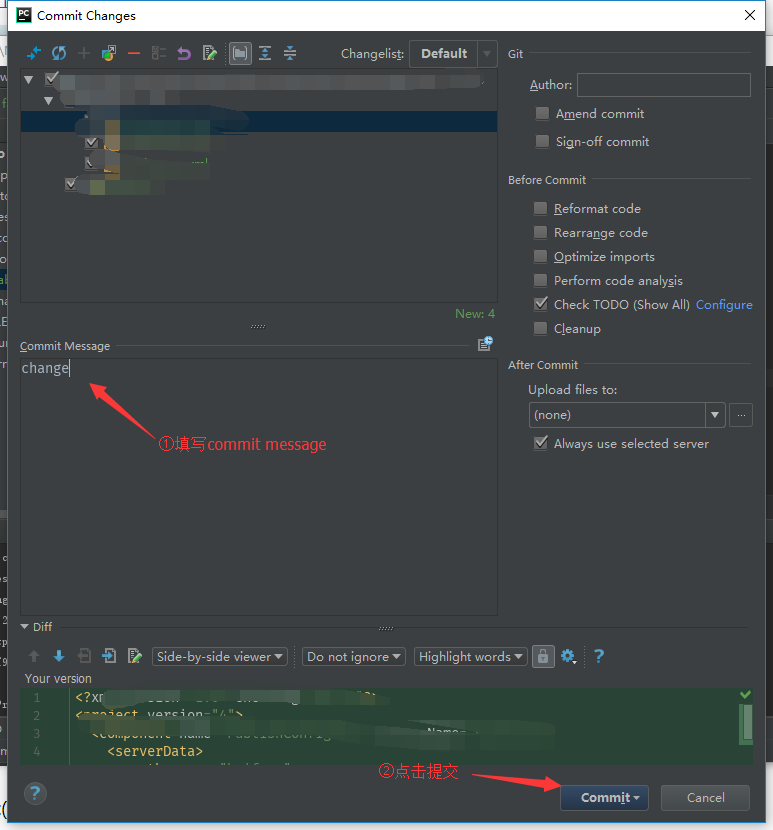 Commit Changes
Changelist: Default
Git
Author:
Amend commit
Sign-off commit
Before Commit
Reformat code
Rearrange code
Optimize imports
Perform code analysis
Check TODO (Show All) Configure
Cleanup
New: 4
Commit Message
change
①填写commit message
After Commit
Upload files to:
(none)
Always use selected server
Diff
Side-by-side viewer
Do not ignore
Highlight words
?
Your version
1 <?x
2 <project version="4">
3
4 <serverData>
②点击提交
?
Commit
Cancel